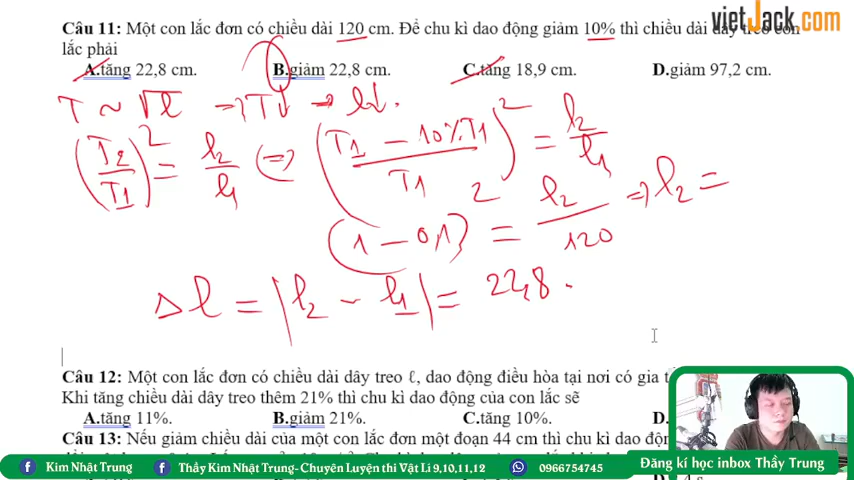 vietJack.com
Câu 11: Một con lắc đơn có chiều dài 120 cm. Để chu kì dao động giảm 10% thì chiều dài dây treo con
lắc phải
A.tăng 22,8 cm. B.giảm 22,8 cm. C.tăng 18,9 cm. D.giảm 97,2 cm.
T ~ √l => T↓ → l↓.
(T2/T1)² = l2/l1 <=> ((T1 - 10%T1)/T1)² = l2/l1
(1 - 0,1)² = l2/120 => l2 =
Δl = |l2 - l1| = 22,8.
Câu 12: Một con lắc đơn có chiều dài dây treo ℓ, dao động điều hòa tại nơi có gia
Khi tăng chiều dài dây treo thêm 21% thì chu kì dao động của con lắc sẽ
A.tăng 11%. B.giảm 21%. C.tăng 10%. D.
Câu 13: Nếu giảm chiều dài của một con lắc đơn một đoạn 44 cm thì chu kì dao
Kim Nhật Trung
Thầy Kim Nhật Trung- Chuyên Luyện thi Vật Lí 9,10,11,12
0966754745
Đăng kí học inbox Thầy Trung